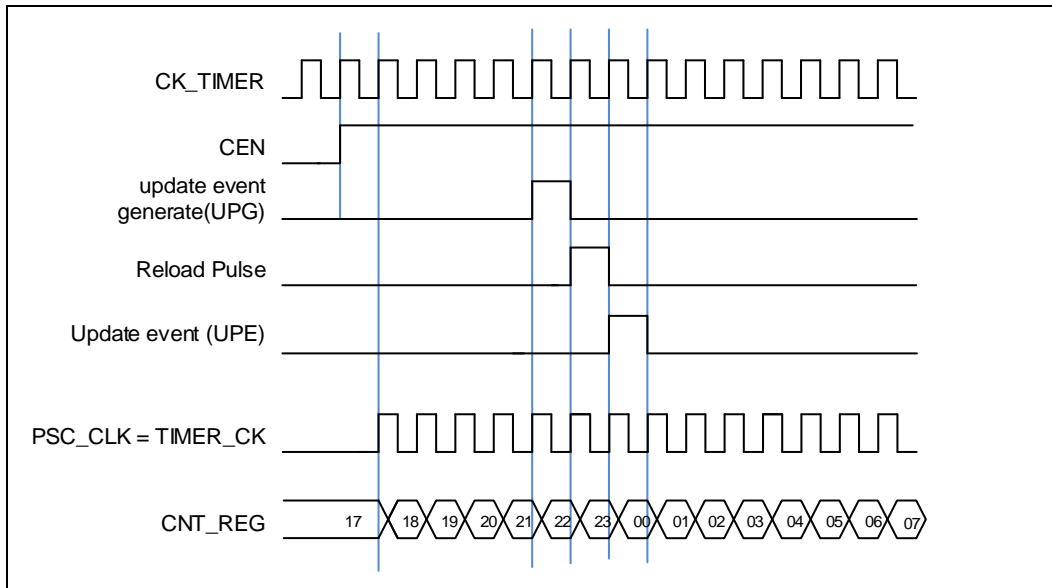 CK_TIMER
CEN
update event
generate(UPG)
Reload Pulse
Update event (UPE)
PSC_CLK = TIMER_CK
CNT_REG 17 18 19 20 21 22 23 00 01 02 03 04 05 06 07